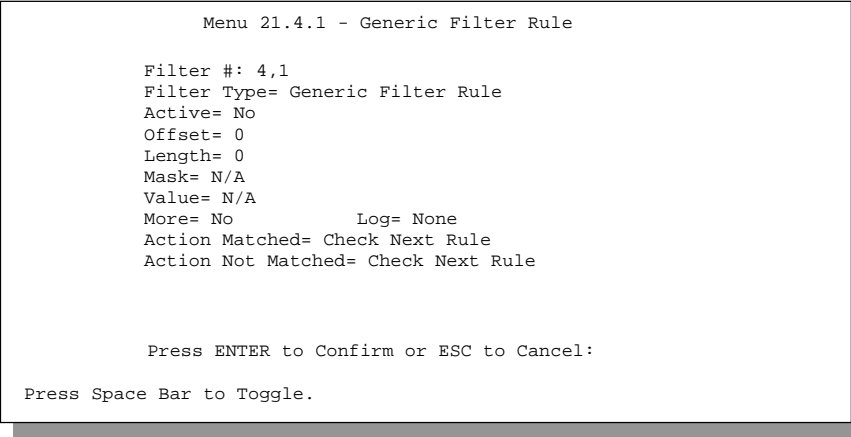 Menu 21.4.1 - Generic Filter Rule
Filter #: 4,1
Filter Type= Generic Filter Rule
Active= No
Offset= 0
Length= 0
Mask= N/A
Value= N/A
More= No Log= None
Action Matched= Check Next Rule
Action Not Matched= Check Next Rule
Press ENTER to Confirm or ESC to Cancel:
Press Space Bar to Toggle.